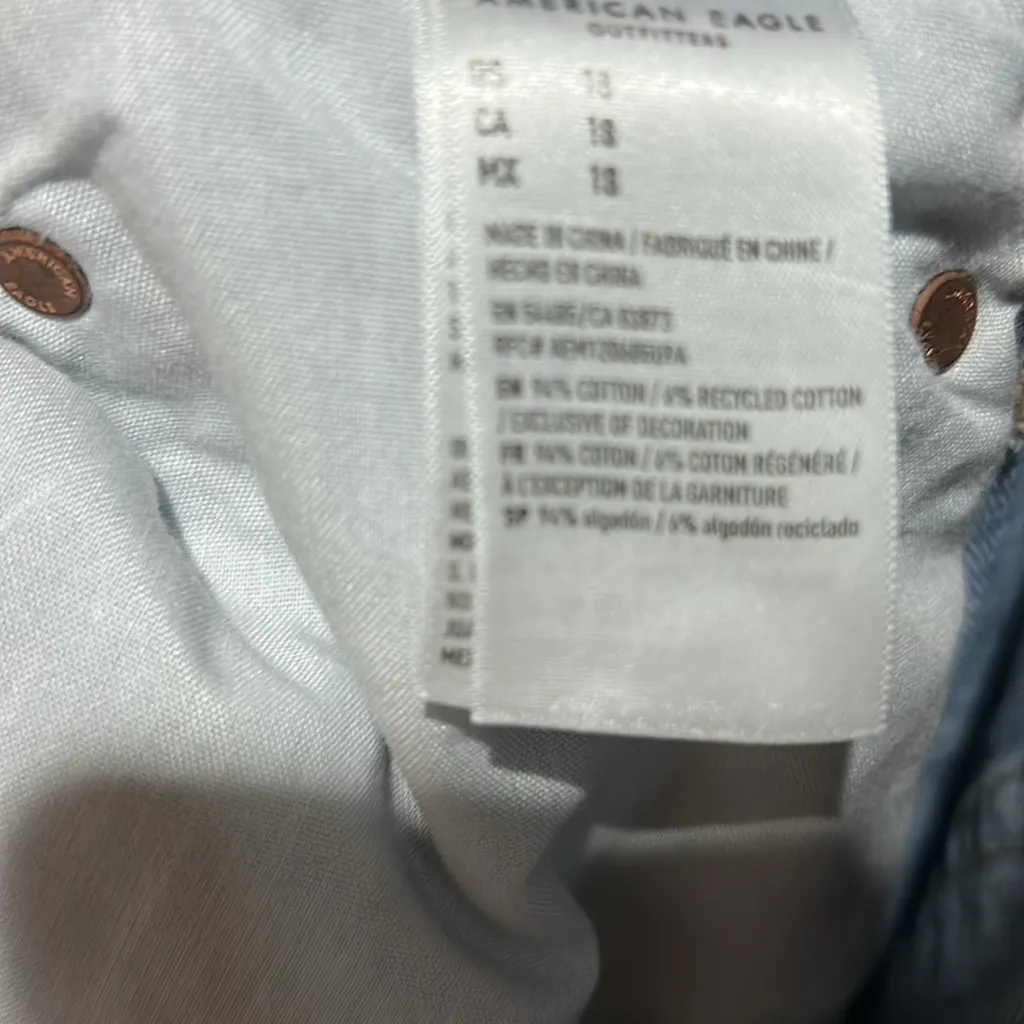 AMERICAN EAGLE
OUTFITTERS
US 18
CA 18
MX 18
MADE IN CHINA / FABRIQUÉ EN CHINE /
HECHO EN CHINA
EN 94% COTTON / 6% RECYCLED COTTON
/ EXCLUSIVE OF DECORATION
FR 94% COTON / 6% COTON RÉGÉNÉRÉ /
À L'EXCEPTION DE LA GARNITURE
SP 94% algodón / 6% algodón reciclado
AMERICAN
EAGLE